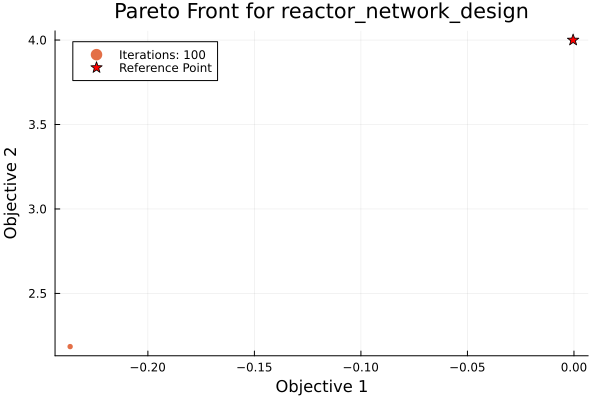 Pareto Front for reactor_network_design
Iterations: 100
Reference Point
Objective 2
4.0
3.5
3.0
2.5
−0.20
−0.15
−0.10
−0.05
0.00
Objective 1